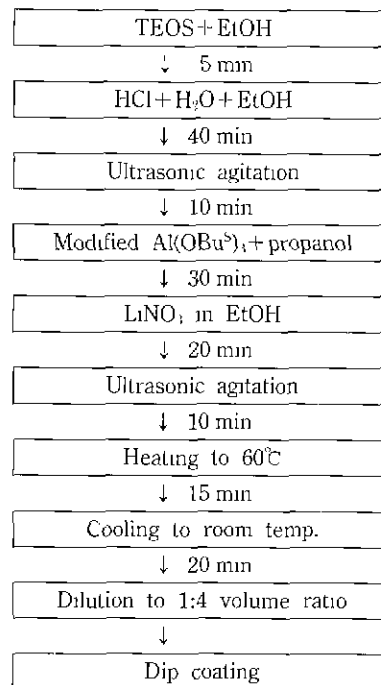 TEOS+EtOH
↓ 5 min
HCl+H₂O+EtOH
↓ 40 min
Ultrasonic agitation
↓ 10 min
Modified Al(OBuˢ)₃+propanol
↓ 30 min
LiNO₃ in EtOH
↓ 20 min
Ultrasonic agitation
↓ 10 min
Heating to 60℃
↓ 15 min
Cooling to room temp.
↓ 20 min
Dilution to 1:4 volume ratio
↓
Dip coating